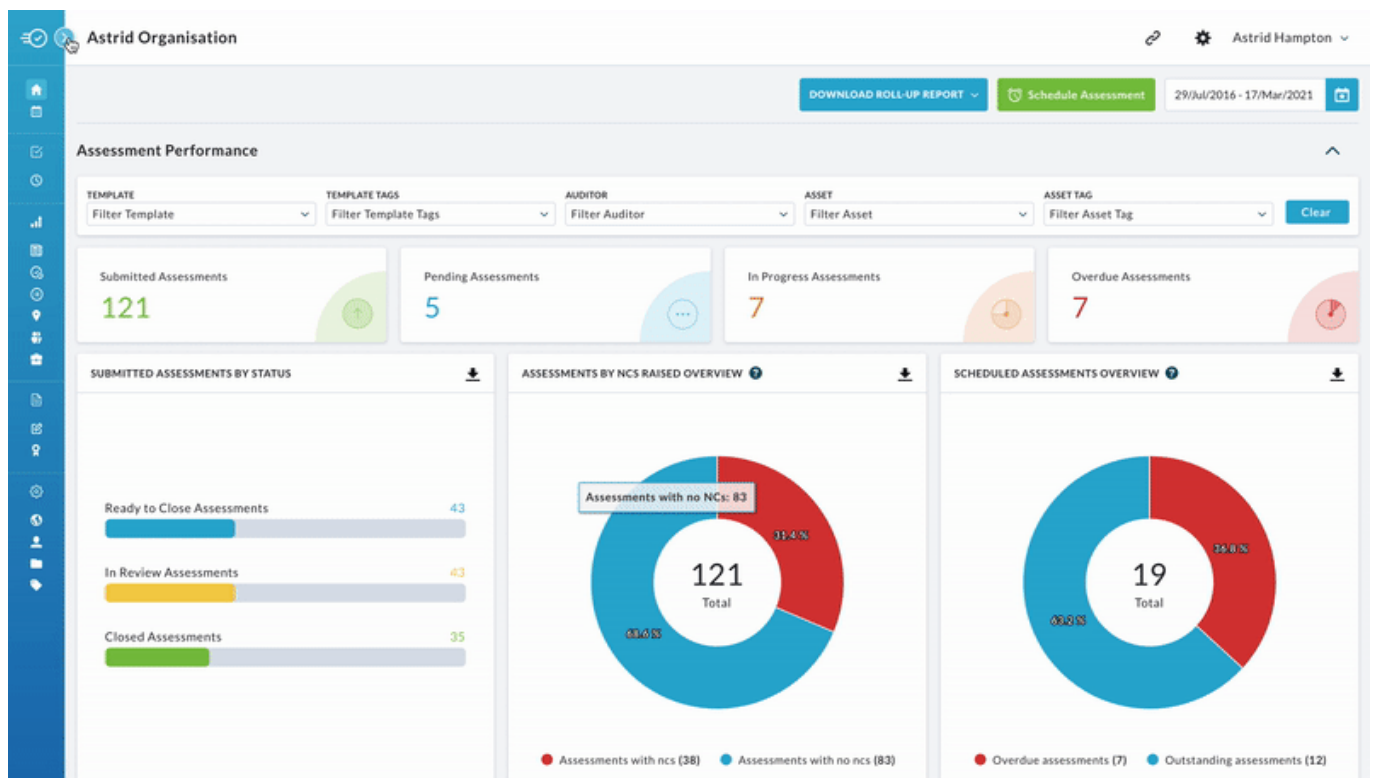 Astrid Organisation
Astrid Hampton
DOWNLOAD ROLL-UP REPORT
Schedule Assessment
29/Jul/2016 - 17/Mar/2021
Assessment Performance
TEMPLATE TEMPLATE TAGS AUDITOR ASSET ASSET TAG
Filter Template Filter Template Tags Filter Auditor Filter Asset Filter Asset Tag Clear
Submitted Assessments
121
Pending Assessments
5
In Progress Assessments
7
Overdue Assessments
7
SUBMITTED ASSESSMENTS BY STATUS
Ready to Close Assessments 43
In Review Assessments 43
Closed Assessments 35
ASSESSMENTS BY NCS RAISED OVERVIEW ?
Assessments with no NCs: 83
31.4 %
121
Total
68.6 %
Assessments with ncs (38) Assessments with no ncs (83)
SCHEDULED ASSESSMENTS OVERVIEW ?
36.8 %
19
Total
63.2 %
Overdue assessments (7) Outstanding assessments (12)